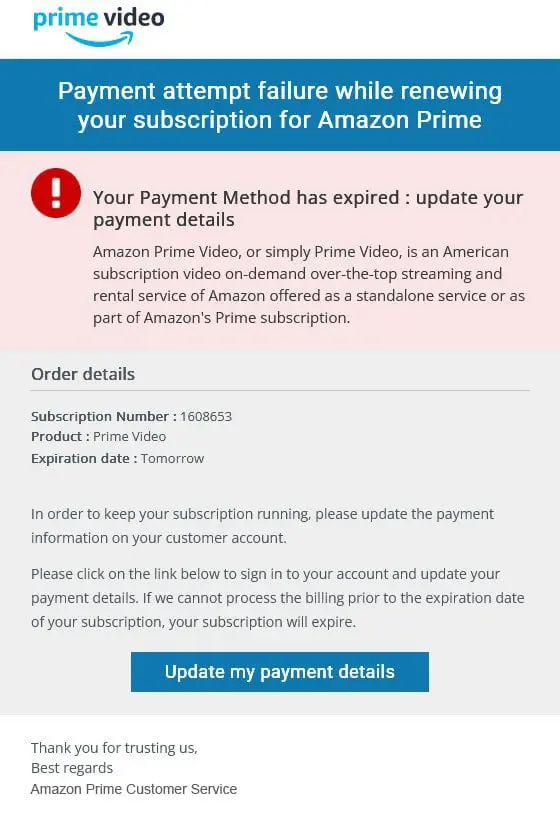 prime video
Payment attempt failure while renewing
your subscription for Amazon Prime
Your Payment Method has expired : update your
payment details
Amazon Prime Video, or simply Prime Video, is an American
subscription video on-demand over-the-top streaming and
rental service of Amazon offered as a standalone service or as
part of Amazon's Prime subscription.
Order details
Subscription Number : 1608653
Product : Prime Video
Expiration date : Tomorrow
In order to keep your subscription running, please update the payment
information on your customer account.
Please click on the link below to sign in to your account and update your
payment details. If we cannot process the billing prior to the expiration date
of your subscription, your subscription will expire.
Update my payment details
Thank you for trusting us,
Best regards
Amazon Prime Customer Service